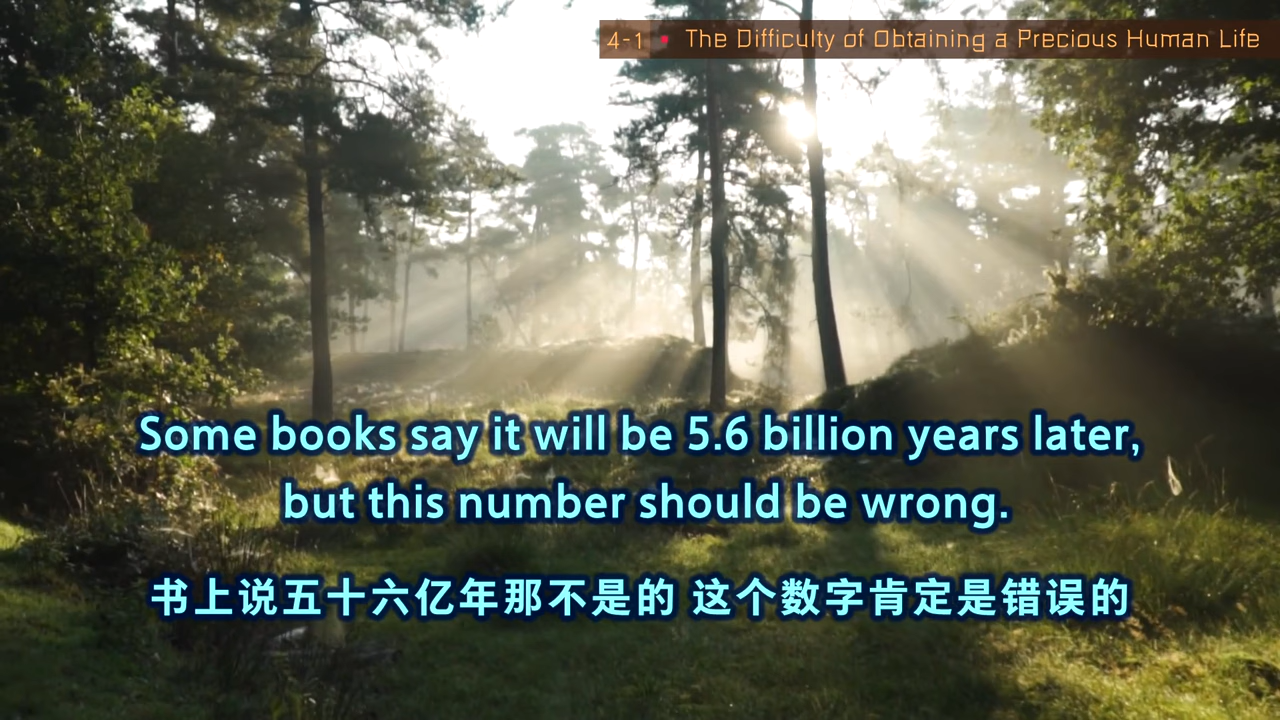 4-1 • The Difficulty of Obtaining a Precious Human Life
Some books say it will be 5.6 billion years later,
but this number should be wrong.
书上说五十六亿年那不是的 这个数字肯定是错误的